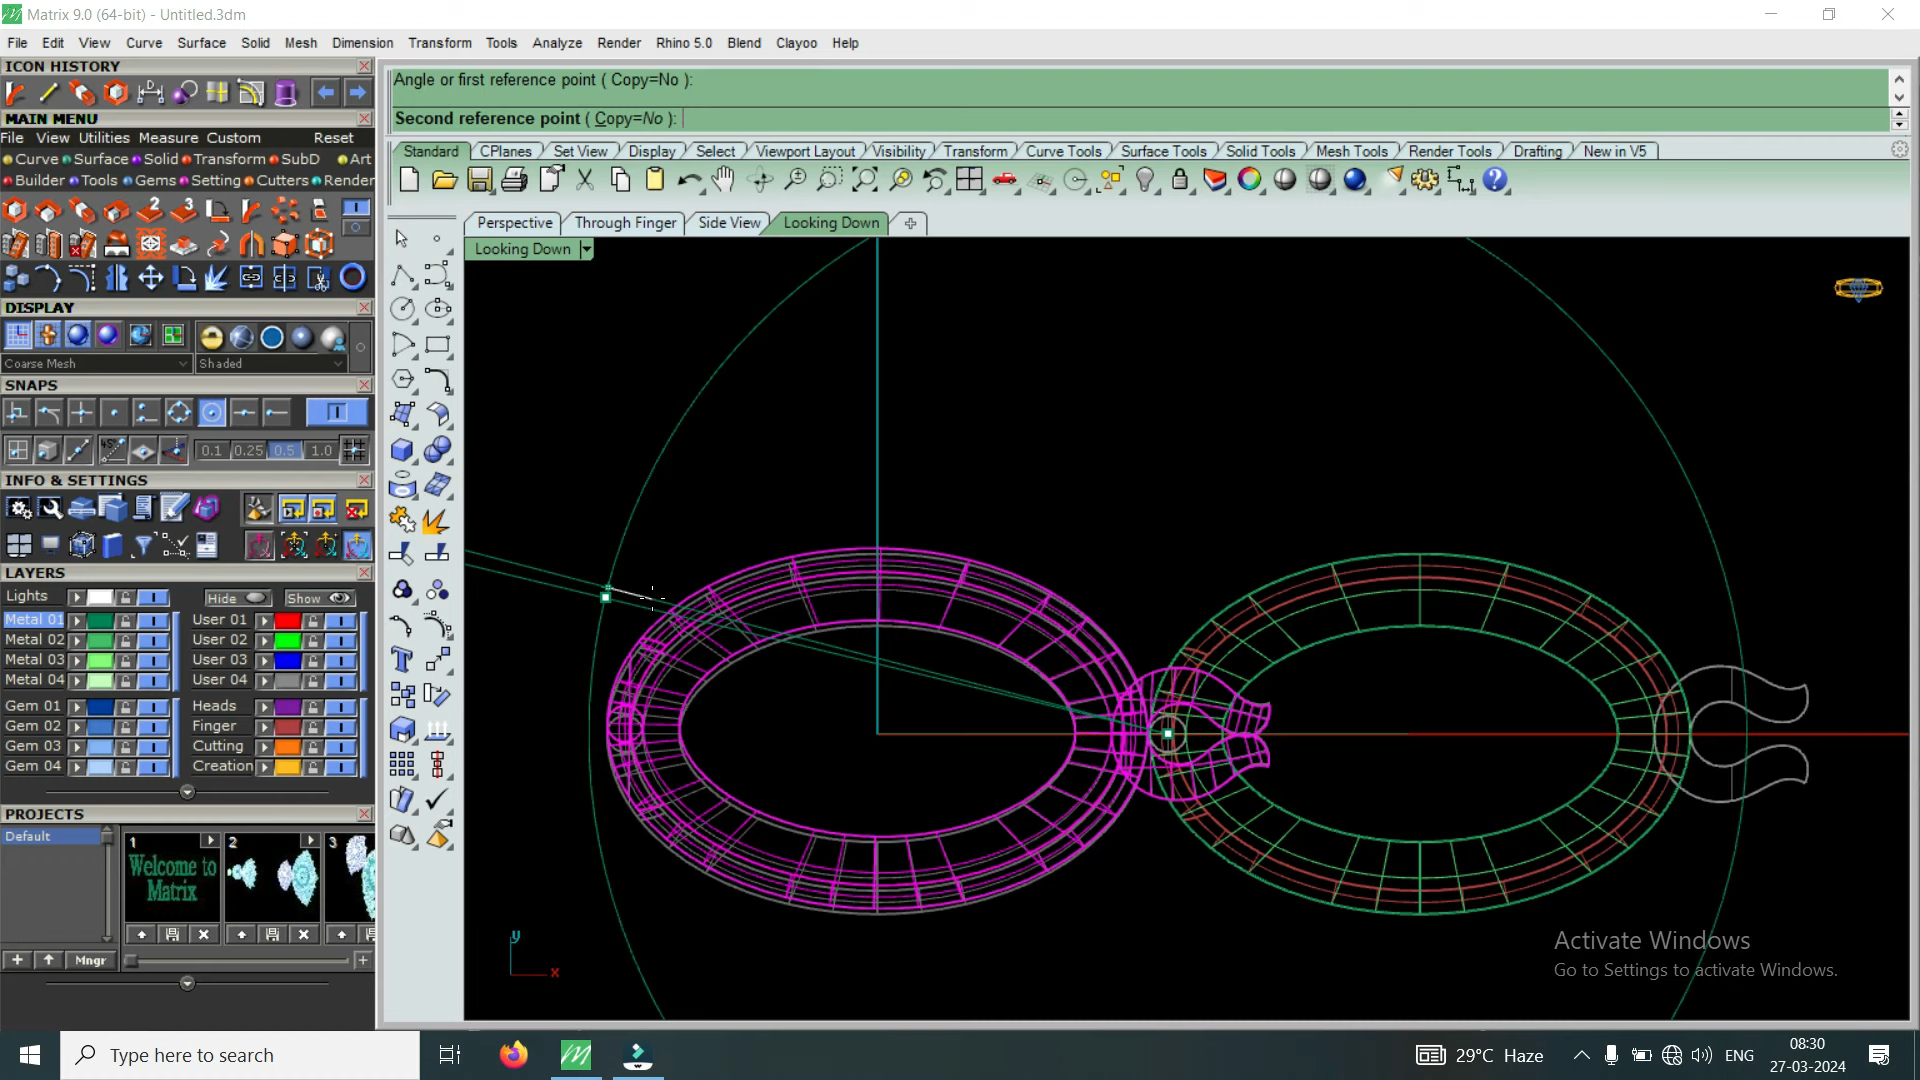 Matrix 9.0 (64-bit) - Untitled.3dm
File Edit View Curve Surface Solid Mesh Dimension Transform Tools Analyze Render Rhino 5.0 Blend Clayoo Help
ICON HISTORY
Angle or first reference point ( Copy=No ):
Second reference point ( Copy=No ):
MAIN MENU
File View Utilities Measure Custom Reset
Curve Surface Solid Transform SubD Art
Builder Tools Gems Setting Cutters Render
Standard CPlanes Set View Display Select Viewport Layout Visibility Transform Curve Tools Surface Tools Solid Tools Mesh Tools Render Tools Drafting New in V5
Perspective Through Finger Side View Looking Down
Looking Down
DISPLAY
Coarse Mesh Shaded
SNAPS
0.1 0.25 0.5 1.0
INFO & SETTINGS
LAYERS
Lights Hide Show
Metal 01 User 01
Metal 02 User 02
Metal 03 User 03
Metal 04 User 04
Gem 01 Heads
Gem 02 Finger
Gem 03 Cutting
Gem 04 Creation
PROJECTS
Default
1 2 3
Welcome to
Matrix
Mngr
y
x
Activate Windows
Go to Settings to activate Windows.
Type here to search
29°C Haze
ENG
08:30
27-03-2024